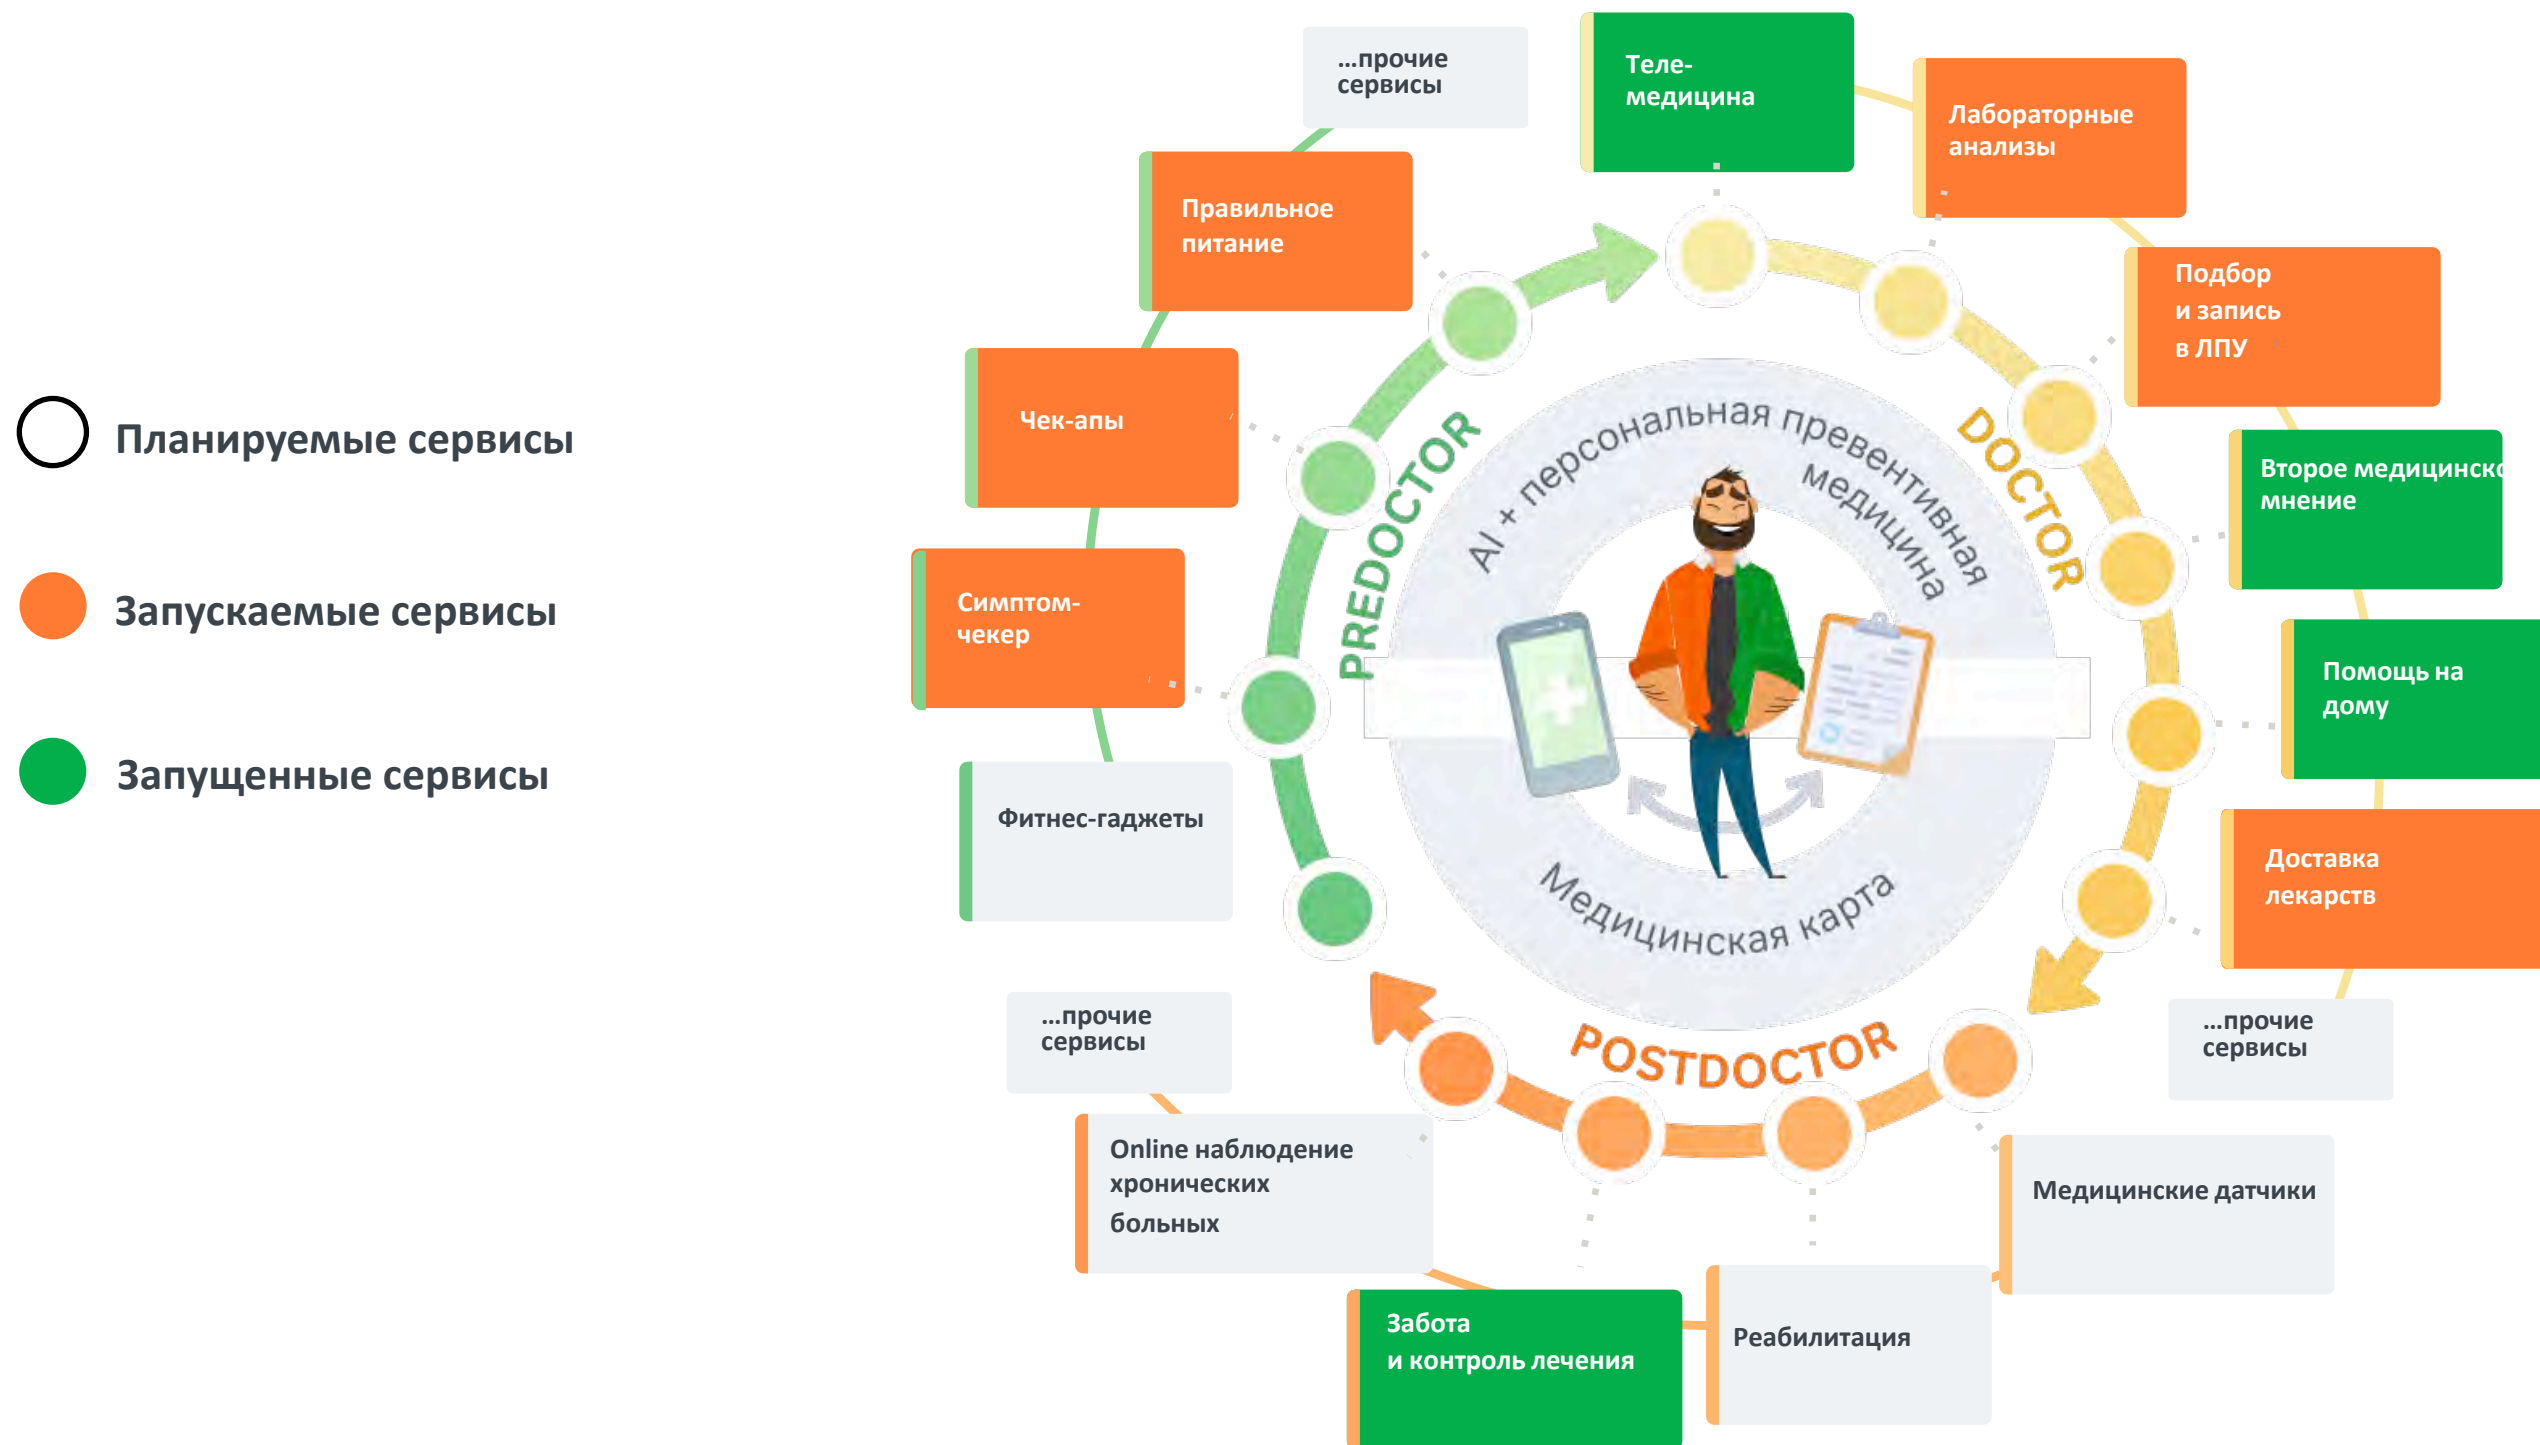 Планируемые сервисы
Запускаемые сервисы
Запущенные сервисы
...прочие
сервисы
Правильное
питание
Чек-апы
Симптом-
чекер
Фитнес-гаджеты
Теле-
медицина
Лабораторные
анализы
Подбор
и запись
в ЛПУ
Второе медицинско
мнение
Помощь на
дому
Доставка
лекарств
...прочие
сервисы
PREDOCTOR
DOCTOR
POSTDOCTOR
AI + персональная превентивная
медицина
Медицинская карта
...прочие
сервисы
Online наблюдение
хронических
больных
Забота
и контроль лечения
Реабилитация
Медицинские датчики